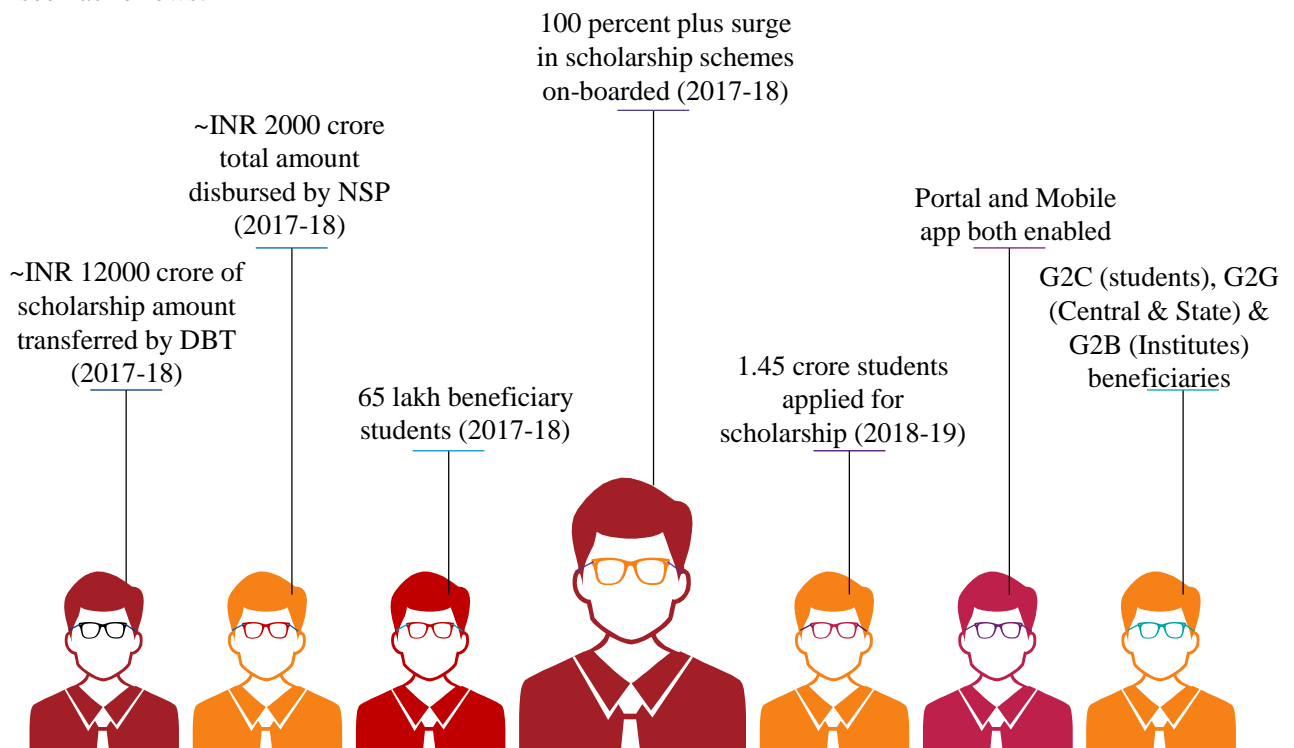 100 percent plus surge
in scholarship schemes
on-boarded (2017-18)
~INR 2000 crore
total amount
disbursed by NSP
(2017-18)
Portal and Mobile
app both enabled
~INR 12000 crore of
scholarship amount
transferred by DBT
(2017-18)
G2C (students), G2G
(Central & State) &
G2B (Institutes)
beneficiaries
65 lakh beneficiary
students (2017-18)
1.45 crore students
applied for
scholarship (2018-19)